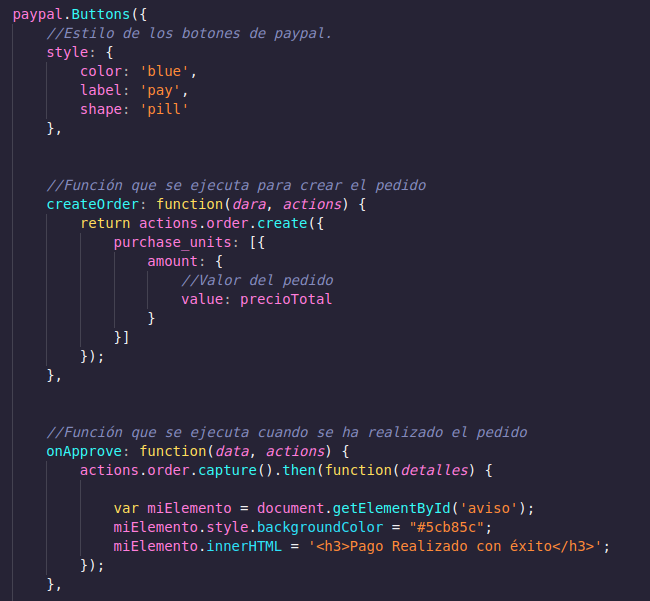 paypal.Buttons({
//Estilo de los botones de paypal.
style: {
color: 'blue',
label: 'pay',
shape: 'pill'
},
//Función que se ejecuta para crear el pedido
createOrder: function(dara, actions) {
return actions.order.create({
purchase_units: [{
amount: {
//Valor del pedido
value: precioTotal
}
}]
});
},
//Función que se ejecuta cuando se ha realizado el pedido
onApprove: function(data, actions) {
actions.order.capture().then(function(detalles) {
var miElemento = document.getElementById('aviso');
miElemento.style.backgroundColor = "#5cb85c";
miElemento.innerHTML = '<h3>Pago Realizado con éxito</h3>';
});
},